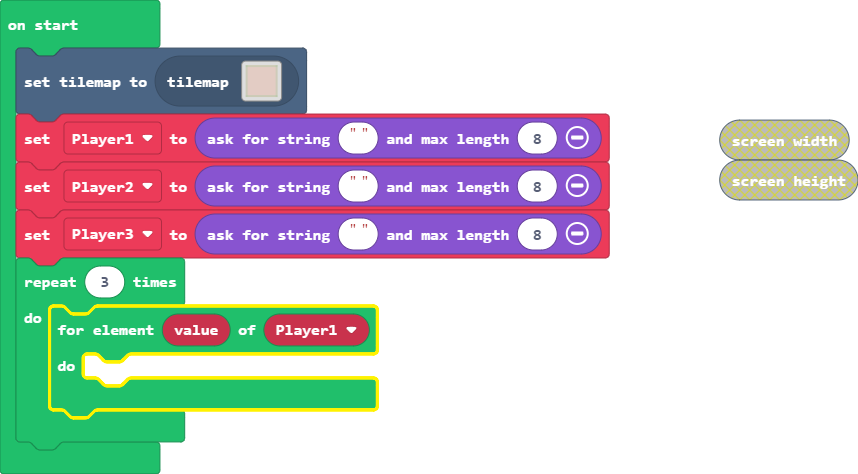 on start
set tilemap to tilemap
set Player1 to ask for string " " and max length 8
screen width
set Player2 to ask for string " " and max length 8
screen height
set Player3 to ask for string " " and max length 8
repeat 3 times
do
for element value of Player1
do